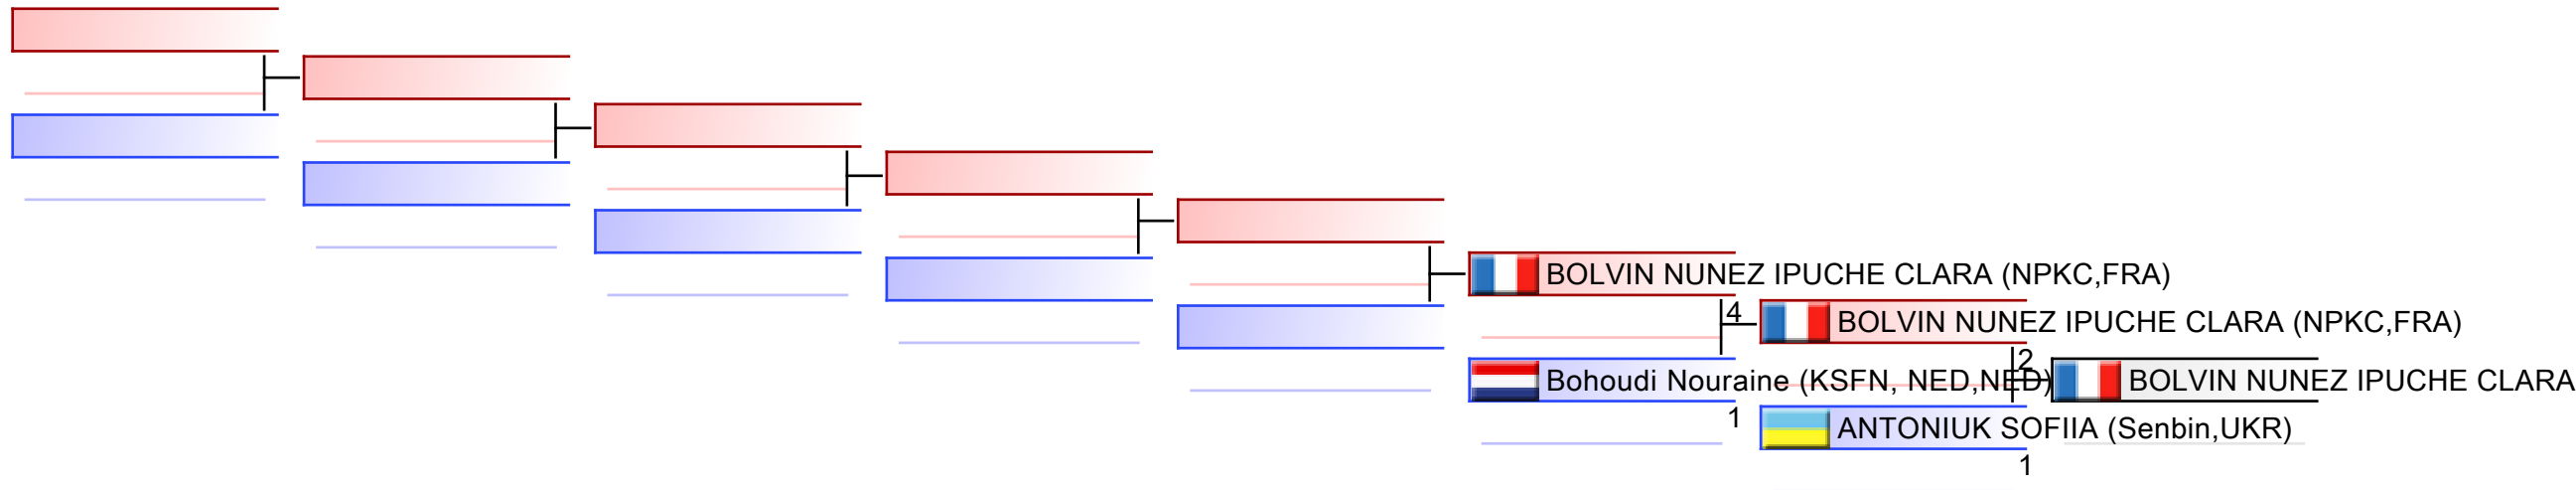 BOLVIN NUNEZ IPUCHE CLARA (NPKC,FRA)
4
BOLVIN NUNEZ IPUCHE CLARA (NPKC,FRA)
Bohoudi Nouraine (KSFN, NED,NED)
1
2
BOLVIN NUNEZ IPUCHE CLARA
ANTONIUK SOFIIA (Senbin,UKR)
1